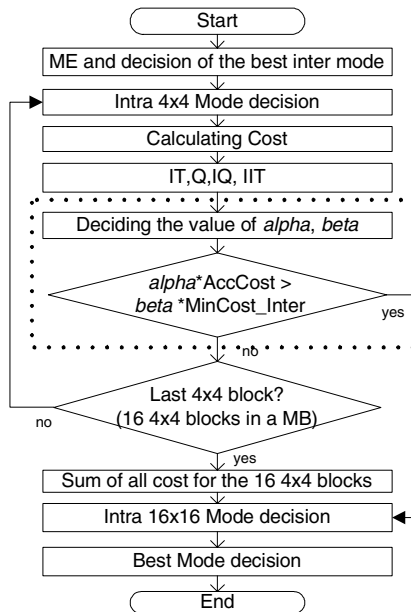 Start
ME and decision of the best inter mode
Intra 4x4 Mode decision
Calculating Cost
IT,Q,IQ, IIT
Deciding the value of alpha, beta
alpha*AccCost >
beta *MinCost_Inter
yes
no
Last 4x4 block?
(16 4x4 blocks in a MB)
no
yes
Sum of all cost for the 16 4x4 blocks
Intra 16x16 Mode decision
Best Mode decision
End